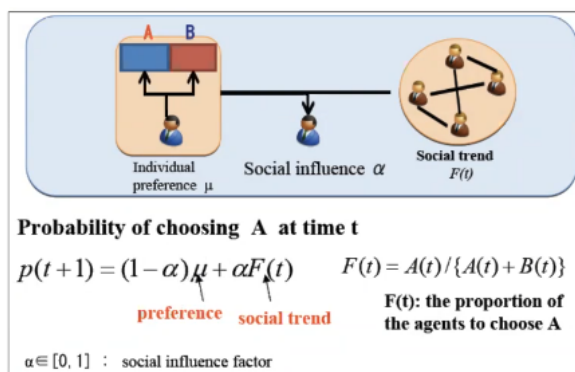 A B
Individual
preference μ
Social influence α
Social trend
F(t)
Probability of choosing A at time t
p(t+1) = (1-α)μ + αF(t)
F(t) = A(t)/{A(t)+B(t)}
preference
social trend
F(t): the proportion of
the agents to choose A
α∈[0, 1] : social influence factor